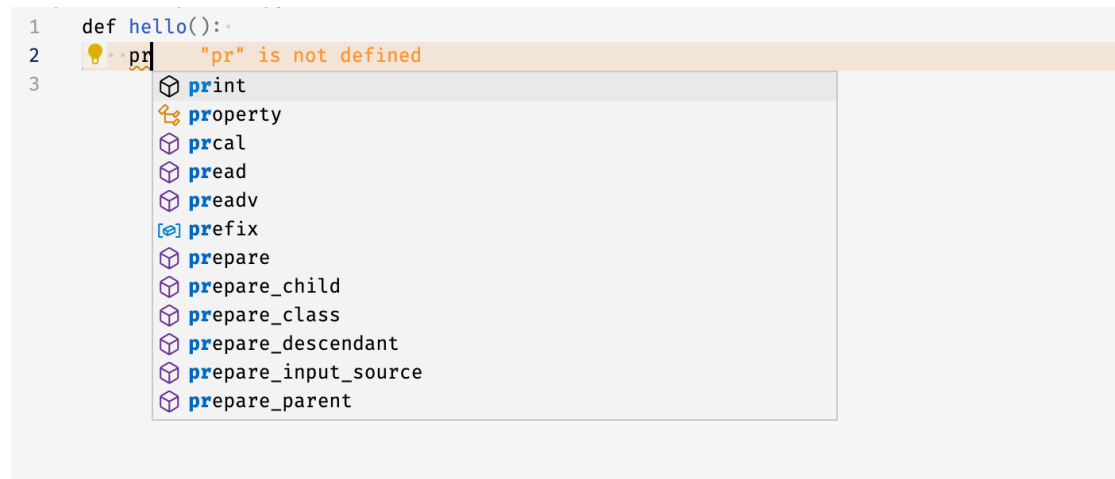 1 def hello():
2 pr "pr" is not defined
3
print
property
prcal
pread
preadv
prefix
prepare
prepare_child
prepare_class
prepare_descendant
prepare_input_source
prepare_parent